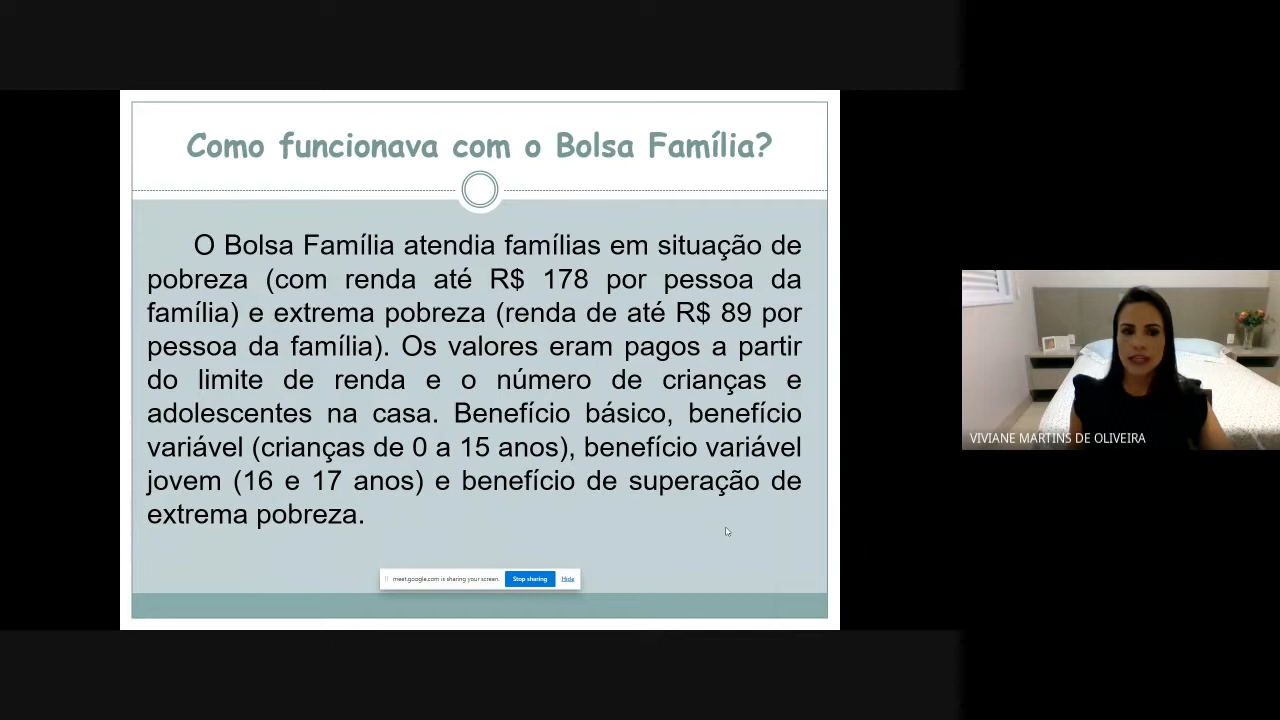 Como funcionava com o Bolsa Família?
O Bolsa Família atendia famílias em situação de
pobreza (com renda até R$ 178 por pessoa da
família) e extrema pobreza (renda de até R$ 89 por
pessoa da família). Os valores eram pagos a partir
do limite de renda e o número de crianças e
adolescentes na casa. Benefício básico, benefício
variável (crianças de 0 a 15 anos), benefício variável
jovem (16 e 17 anos) e benefício de superação de
extrema pobreza.
meet.google.com is sharing your screen.
Stop sharing
Hide
VIVIANE MARTINS DE OLIVEIRA